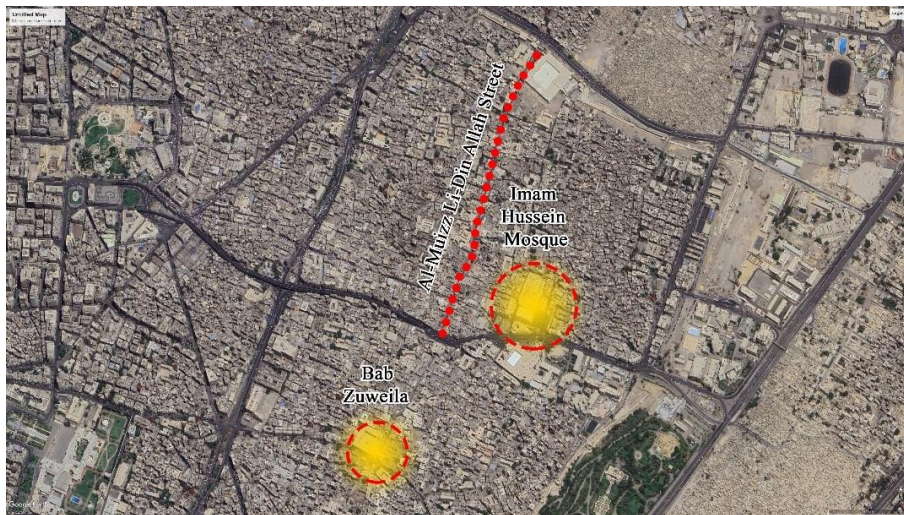 Untitled Map
Al-Muizz Li-Din Allah Street
Imam
Hussein
Mosque
Bab
Zuweila
Google Earth